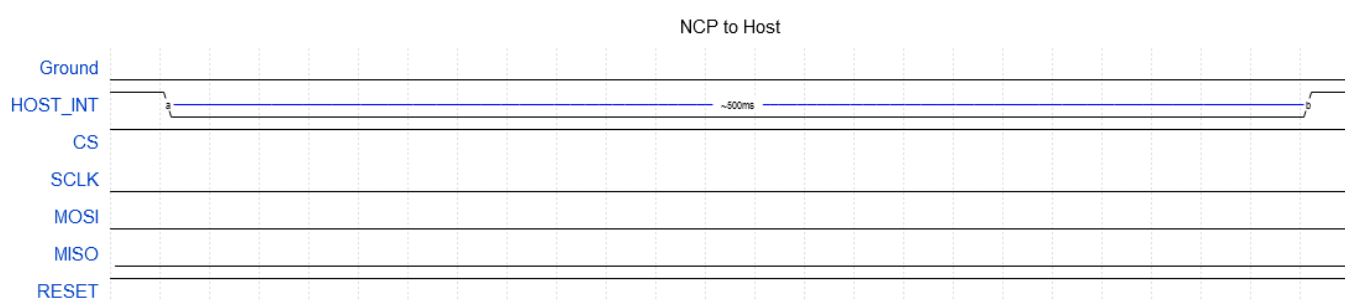 NCP to Host
Ground
HOST_INT
a ~500ms b
CS
SCLK
MOSI
MISO
RESET